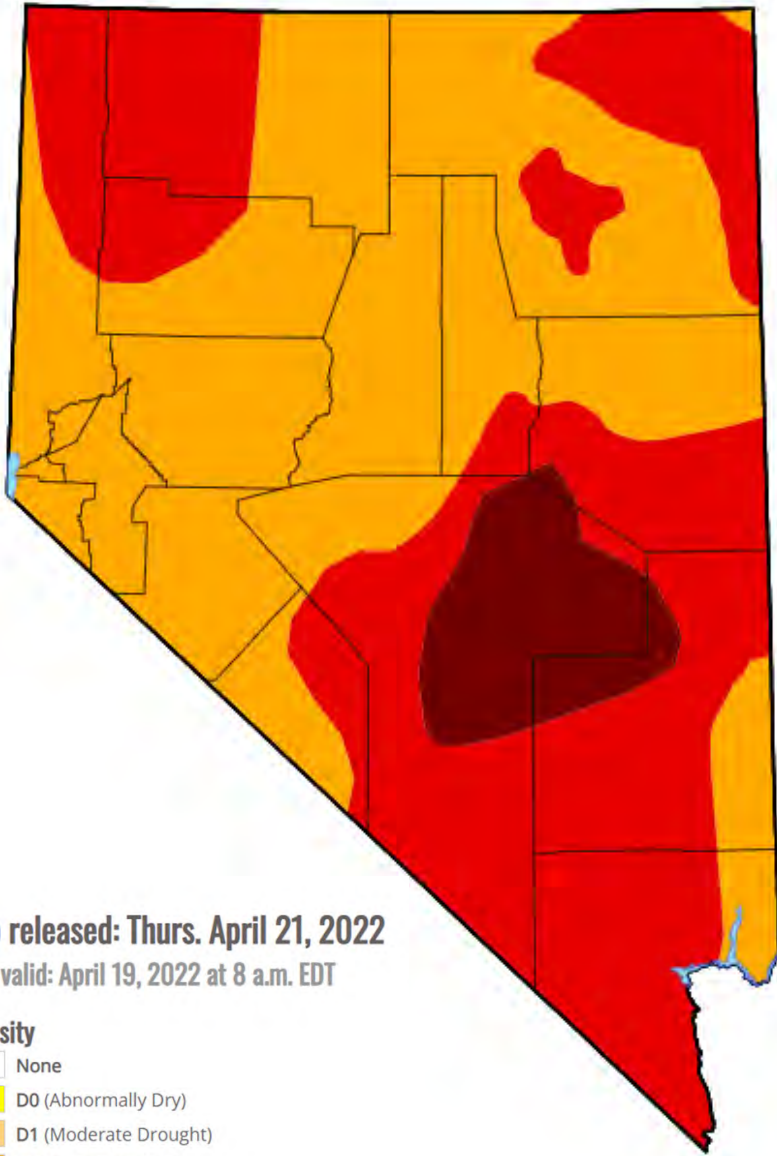 released: Thurs. April 21, 2022
valid: April 19, 2022 at 8 a.m. EDT
sity
None
D0 (Abnormally Dry)
D1 (Moderate Drought)